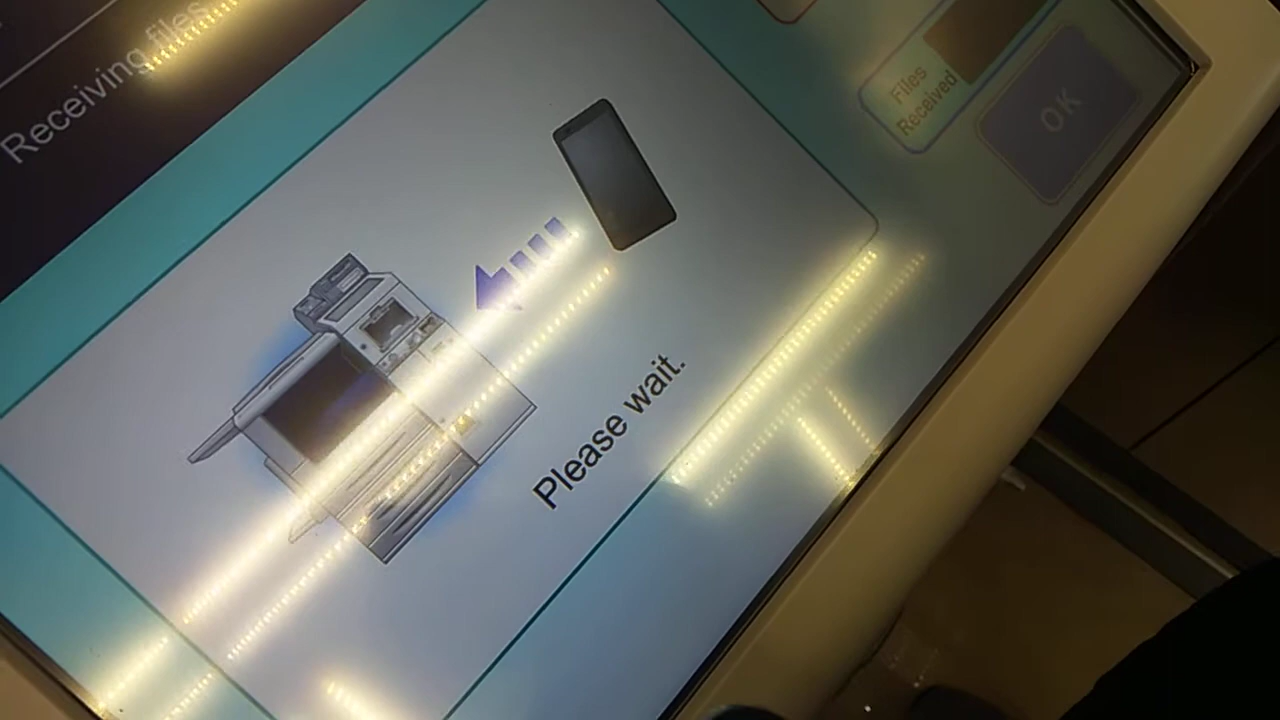 Receiving files
Files
Received
OK
Please wait.